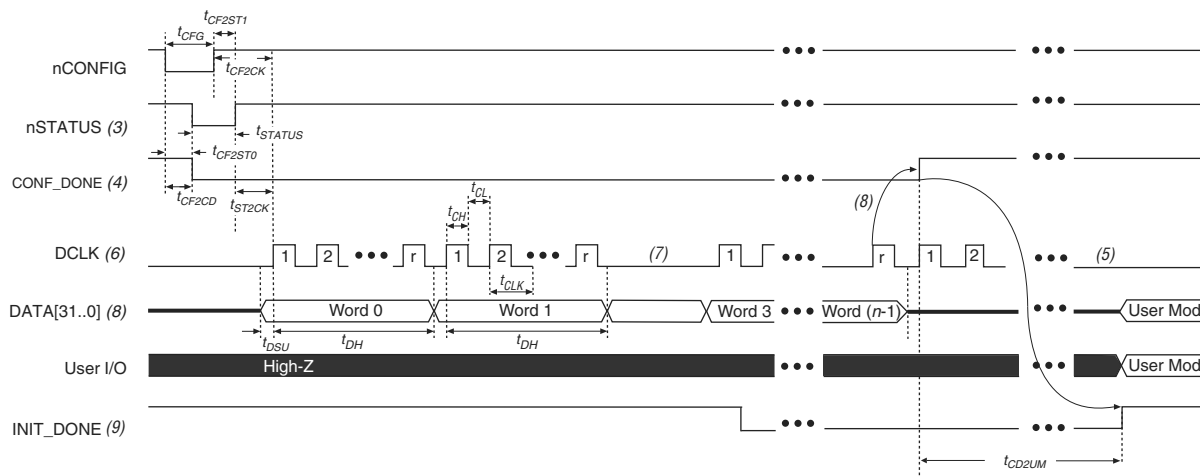 tCF2ST1
tCFG
nCONFIG
tCF2CK
nSTATUS (3)
tSTATUS
tCF2ST0
CONF_DONE (4)
tCF2CD
tST2CK
tCL
tCH
(8)
DCLK (6)
1 2 r 1 2 r (7) 1 r 1 2 (5)
tCLK
DATA[31..0] (8)
Word 0 Word 1 Word 3 Word (n-1) User Mod
tDSU tDH tDH
User I/O
High-Z User Mod
INIT_DONE (9)
tCD2UM